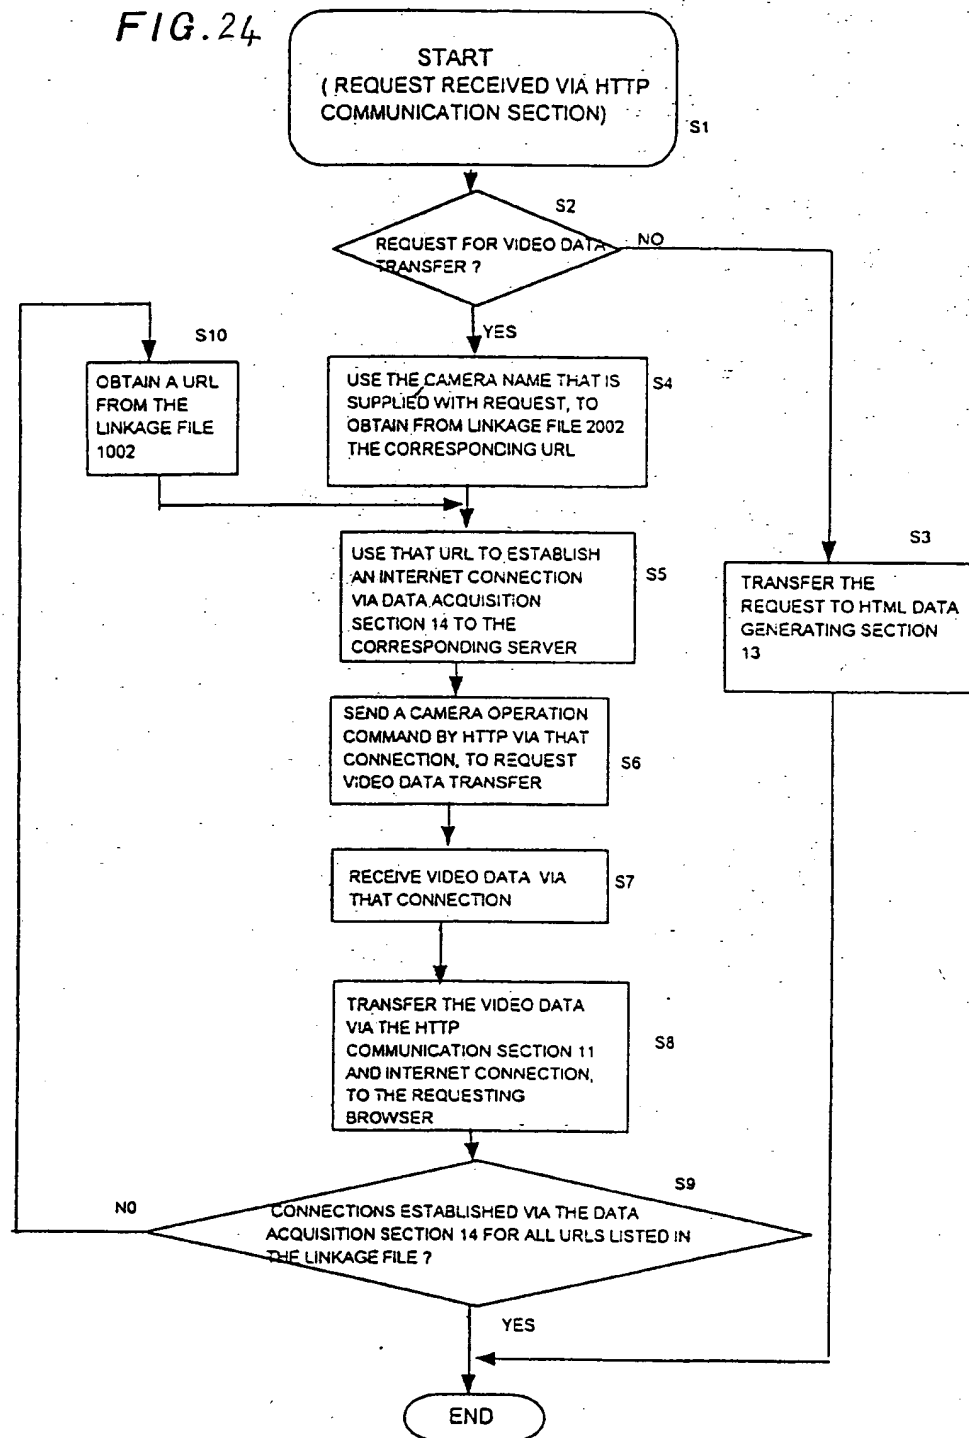 FIG.24
START
( REQUEST RECEIVED VIA HTTP
COMMUNICATION SECTION)
S1
S2
REQUEST FOR VIDEO DATA
TRANSFER ?
NO
YES
S10
OBTAIN A URL
FROM THE
LINKAGE FILE
1002
USE THE CAMERA NAME THAT IS
SUPPLIED WITH REQUEST, TO
OBTAIN FROM LINKAGE FILE 2002
THE CORRESPONDING URL
S4
USE THAT URL TO ESTABLISH
AN INTERNET CONNECTION
VIA DATA ACQUISITION
SECTION 14 TO THE
CORRESPONDING SERVER
S5
S3
TRANSFER THE
REQUEST TO HTML DATA
GENERATING SECTION
13
SEND A CAMERA OPERATION
COMMAND BY HTTP VIA THAT
CONNECTION, TO REQUEST
VIDEO DATA TRANSFER
S6
RECEIVE VIDEO DATA VIA
THAT CONNECTION
S7
TRANSFER THE VIDEO DATA
VIA THE HTTP
COMMUNICATION SECTION 11
AND INTERNET CONNECTION,
TO THE REQUESTING
BROWSER
S8
S9
NO
CONNECTIONS ESTABLISHED VIA THE DATA
ACQUISITION SECTION 14 FOR ALL URLS LISTED IN
THE LINKAGE FILE ?
YES
END